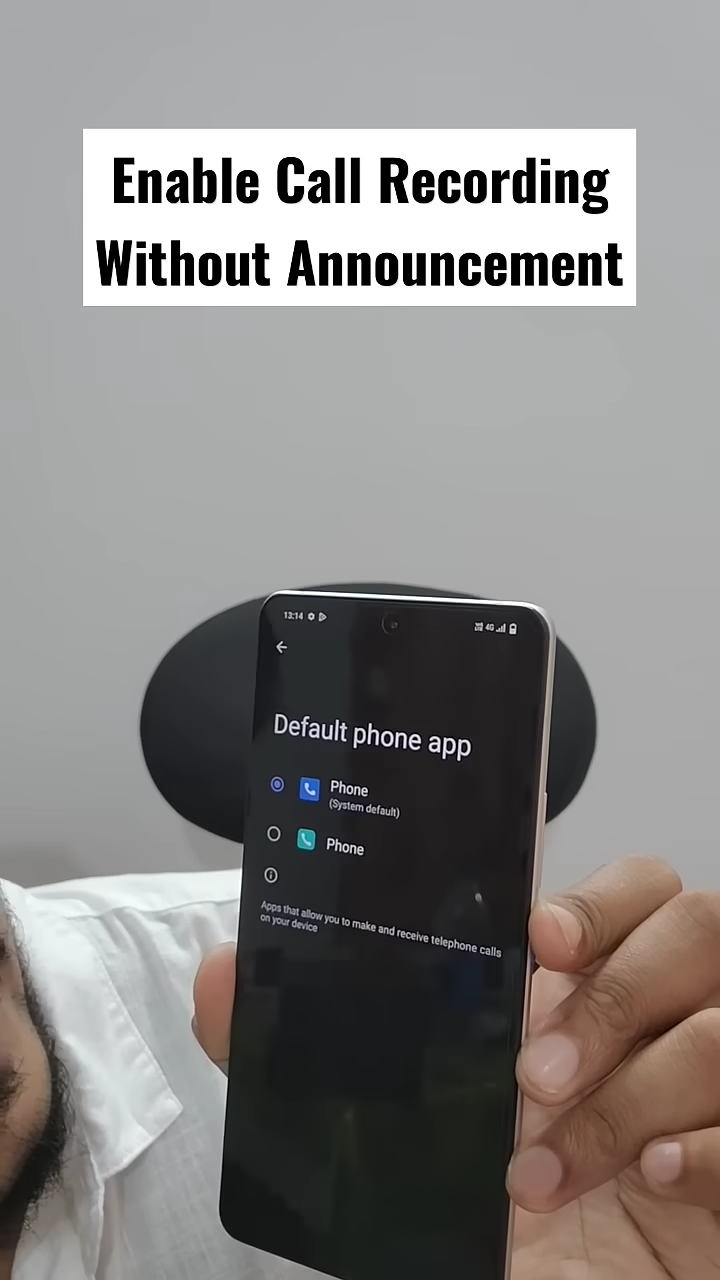 Enable Call Recording
Without Announcement
13:14
4G
Default phone app
Phone
(System default)
Phone
Apps that allow you to make and receive telephone calls
on your device